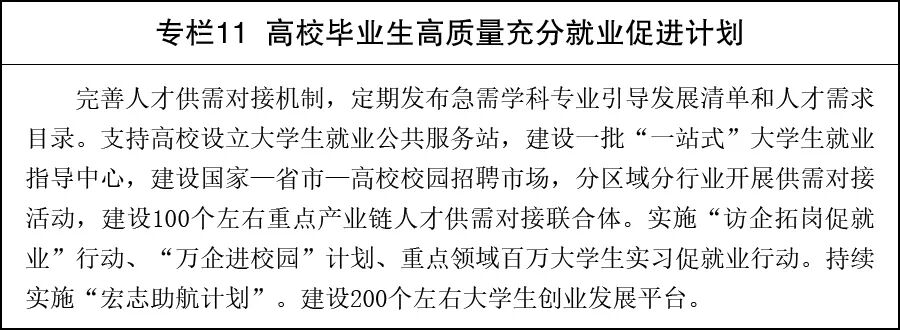 专栏11 高校毕业生高质量充分就业促进计划
完善人才供需对接机制，定期发布急需学科专业引导发展清单和人才需求
目录。支持高校设立大学生就业公共服务站，建设一批“一站式”大学生就业
指导中心，建设国家—省市—高校校园招聘市场，分区域分行业开展供需对接
活动，建设100个左右重点产业链人才供需对接联合体。实施“访企拓岗促就
业”行动、“万企进校园”计划、重点领域百万大学生实习促就业行动。持续
实施“宏志助航计划”。建设200个左右大学生创业发展平台。